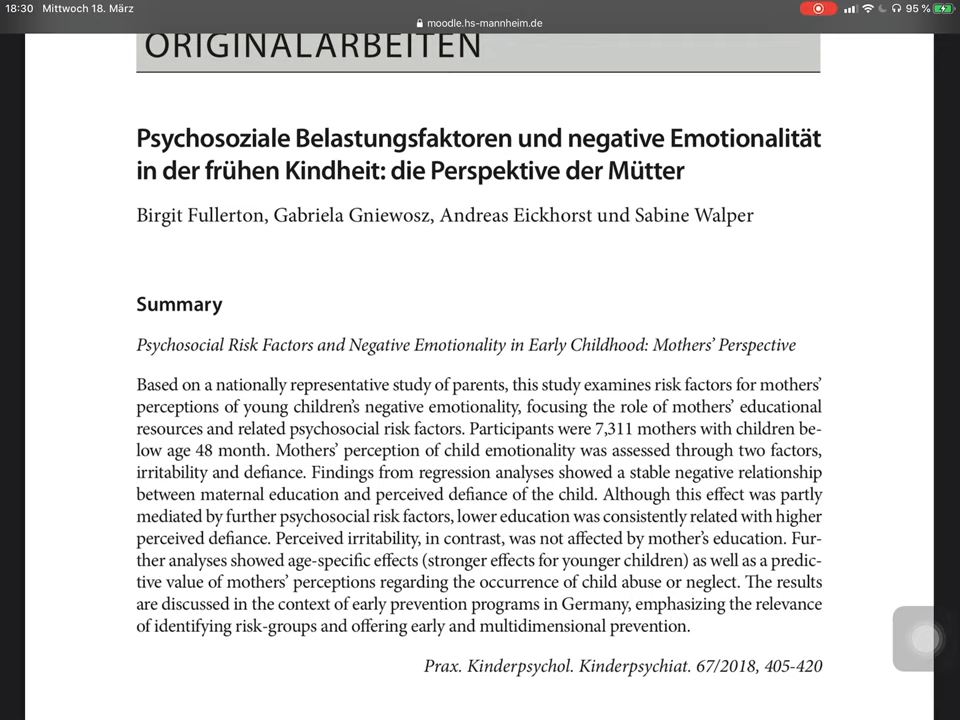 18:30 Mittwoch 18. März
95 %
moodle.hs-mannheim.de
ORIGINALARBEITEN
Psychosoziale Belastungsfaktoren und negative Emotionalität
in der frühen Kindheit: die Perspektive der Mütter
Birgit Fullerton, Gabriela Gniewosz, Andreas Eickhorst und Sabine Walper
Summary
Psychosocial Risk Factors and Negative Emotionality in Early Childhood: Mothers’ Perspective
Based on a nationally representative study of parents, this study examines risk factors for mothers’
perceptions of young children’s negative emotionality, focusing the role of mothers’ educational
resources and related psychosocial risk factors. Participants were 7,311 mothers with children be-
low age 48 month. Mothers’ perception of child emotionality was assessed through two factors,
irritability and defiance. Findings from regression analyses showed a stable negative relationship
between maternal education and perceived defiance of the child. Although this effect was partly
mediated by further psychosocial risk factors, lower education was consistently related with higher
perceived defiance. Perceived irritability, in contrast, was not affected by mother’s education. Fur-
ther analyses showed age-specific effects (stronger effects for younger children) as well as a predic-
tive value of mothers’ perceptions regarding the occurrence of child abuse or neglect. The results
are discussed in the context of early prevention programs in Germany, emphasizing the relevance
of identifying risk-groups and offering early and multidimensional prevention.
Prax. Kinderpsychol. Kinderpsychiat. 67/2018, 405-420